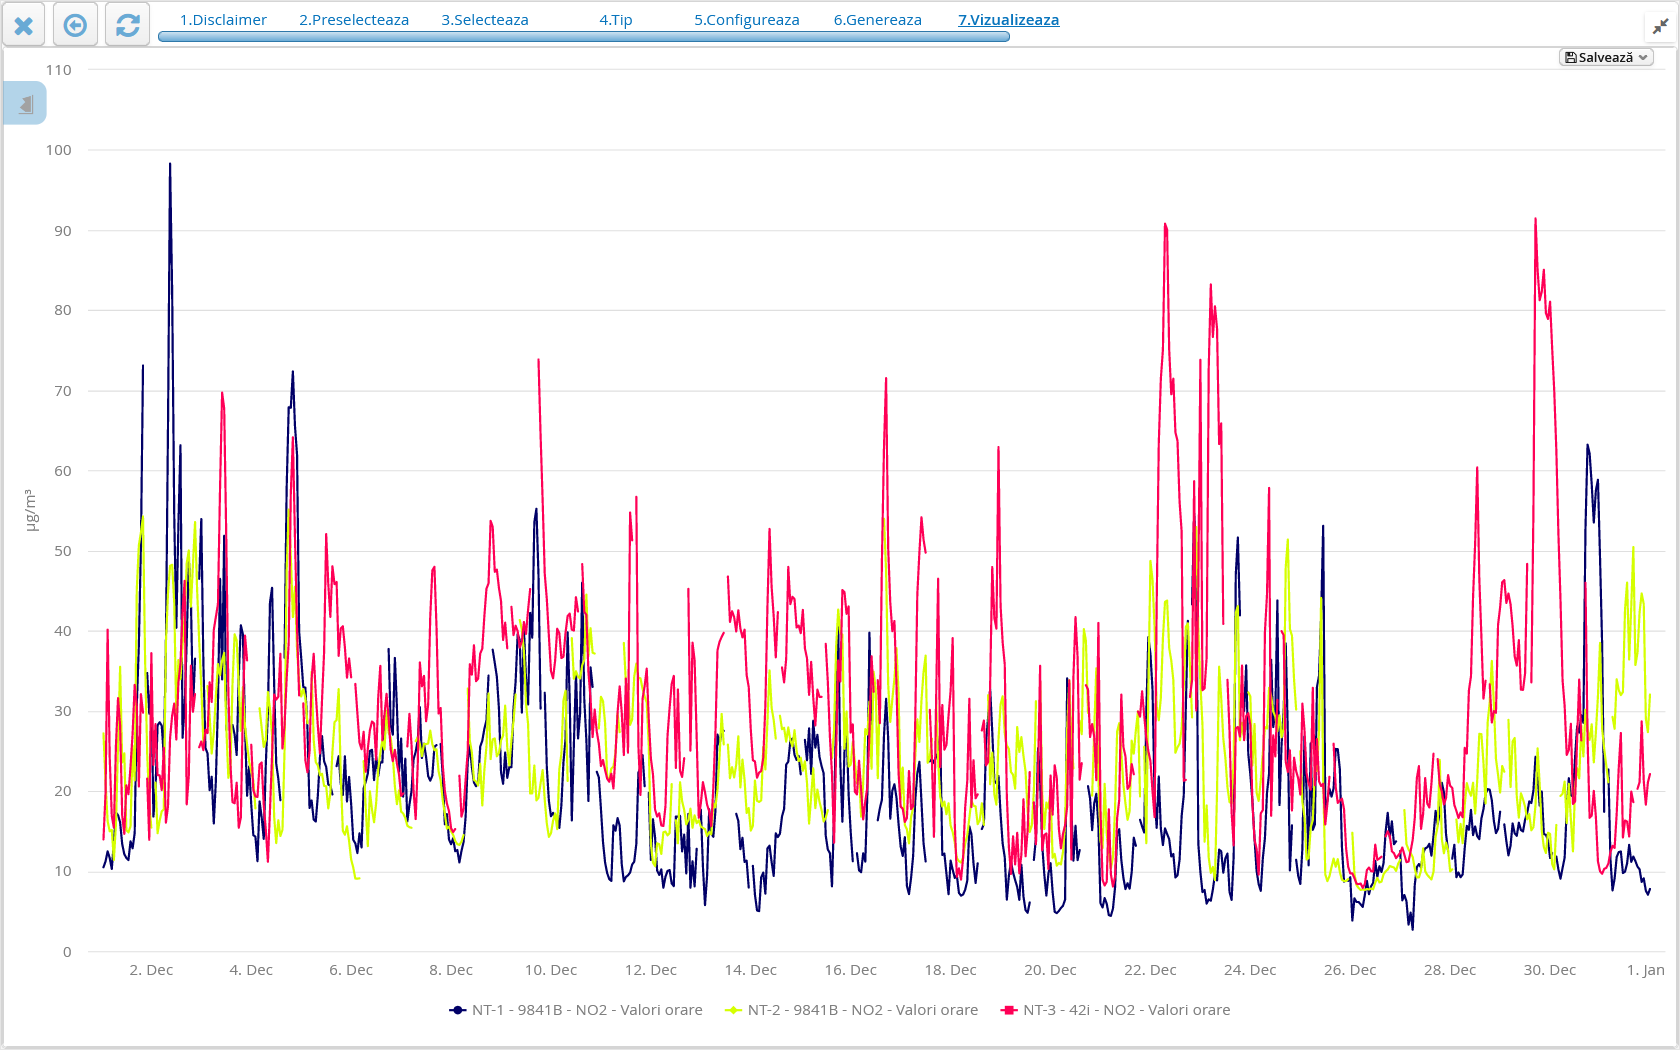 1.Disclaimer 2.Preselecteaza 3.Selecteaza 4.Tip 5.Configureaza 6.Genereaza 7.Vizualizeaza
Salvează
110
100
90
80
70
60
50
40
30
20
10
0
µg/m³
2. Dec 4. Dec 6. Dec 8. Dec 10. Dec 12. Dec 14. Dec 16. Dec 18. Dec 20. Dec 22. Dec 24. Dec 26. Dec 28. Dec 30. Dec 1. Jan
NT-1 - 9841B - NO2 - Valori orare NT-2 - 9841B - NO2 - Valori orare NT-3 - 42i - NO2 - Valori orare